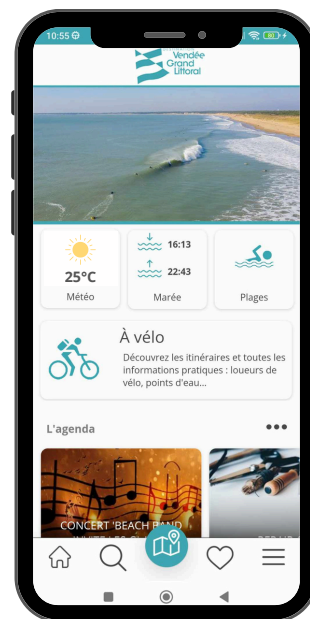 10:55
80
Vendée
Grand
Littoral
16:13
22:43
25°C
Météo
Marée
Plages
À vélo
Découvrez les itinéraires et toutes les
informations pratiques : loueurs de
vélo, points d'eau...
L'agenda
CONCERT 'BEACH BAND